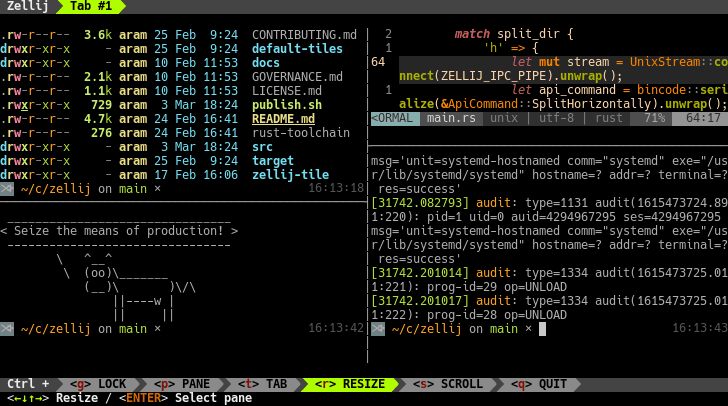 Zellij Tab #1
.rw-r--r-- 3.6k aram 25 Feb 9:24 CONTRIBUTING.md
drwxr-xr-x - aram 25 Feb 9:24 default-tiles
drwxr-xr-x - aram 10 Feb 11:53 docs
.rw-r--r-- 2.1k aram 10 Feb 11:53 GOVERNANCE.md
.rw-r--r-- 1.1k aram 10 Feb 11:53 LICENSE.md
.rwxr-xr-x 729 aram 3 Mar 18:24 publish.sh
.rw-r--r-- 4.7k aram 24 Feb 16:41 README.md
.rw-r--r-- 276 aram 24 Feb 16:41 rust-toolchain
drwxr-xr-x - aram 3 Mar 18:24 src
drwxr-xr-x - aram 25 Feb 9:24 target
drwxr-xr-x - aram 17 Feb 16:06 zellij-tile
~/c/zellij on main × 16:13:18
< Seize the means of production! >
\ ^__^
\ (oo)\_______
(__)\ )\/\
||----w |
|| ||
~/c/zellij on main × 16:13:42
2 match split_dir {
1 'h' => {
64 let mut stream = UnixStream::co
nnect(ZELLIJ_IPC_PIPE).unwrap();
1 let api_command = bincode::seri
alize(&ApiCommand::SplitHorizontally).unwrap();
<ORMAL main.rs unix | utf-8 | rust 71% 64:17
msg='unit=systemd-hostnamed comm="systemd" exe="/us
r/lib/systemd/systemd" hostname=? addr=? terminal=?
res=success'
[31742.082793] audit: type=1131 audit(1615473724.89
1:220): pid=1 uid=0 auid=4294967295 ses=4294967295
msg='unit=systemd-hostnamed comm="systemd" exe="/us
r/lib/systemd/systemd" hostname=? addr=? terminal=?
res=success'
[31742.201014] audit: type=1334 audit(1615473725.01
1:221): prog-id=29 op=UNLOAD
[31742.201017] audit: type=1334 audit(1615473725.01
1:222): prog-id=28 op=UNLOAD
~/c/zellij on main × 16:13:43
Ctrl + <g> LOCK <p> PANE <t> TAB <r> RESIZE <s> SCROLL <q> QUIT
<←↓↑→> Resize / <ENTER> Select pane